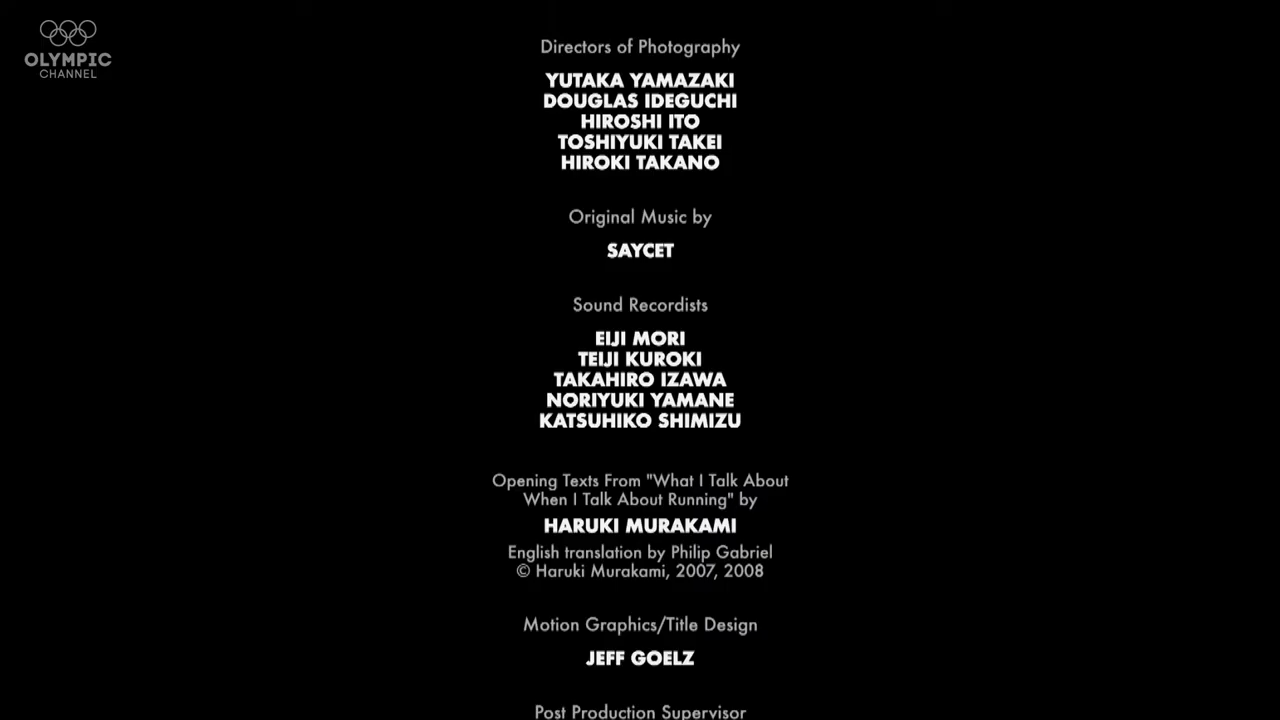 OLYMPIC
CHANNEL
Directors of Photography
YUTAKA YAMAZAKI
DOUGLAS IDEGUCHI
HIROSHI ITO
TOSHIYUKI TAKEI
HIROKI TAKANO
Original Music by
SAYCET
Sound Recordists
EIJI MORI
TEIJI KUROKI
TAKAHIRO IZAWA
NORIYUKI YAMANE
KATSUHIKO SHIMIZU
Opening Texts From "What I Talk About
When I Talk About Running" by
HARUKI MURAKAMI
English translation by Philip Gabriel
© Haruki Murakami, 2007, 2008
Motion Graphics/Title Design
JEFF GOELZ
Post Production Supervisor